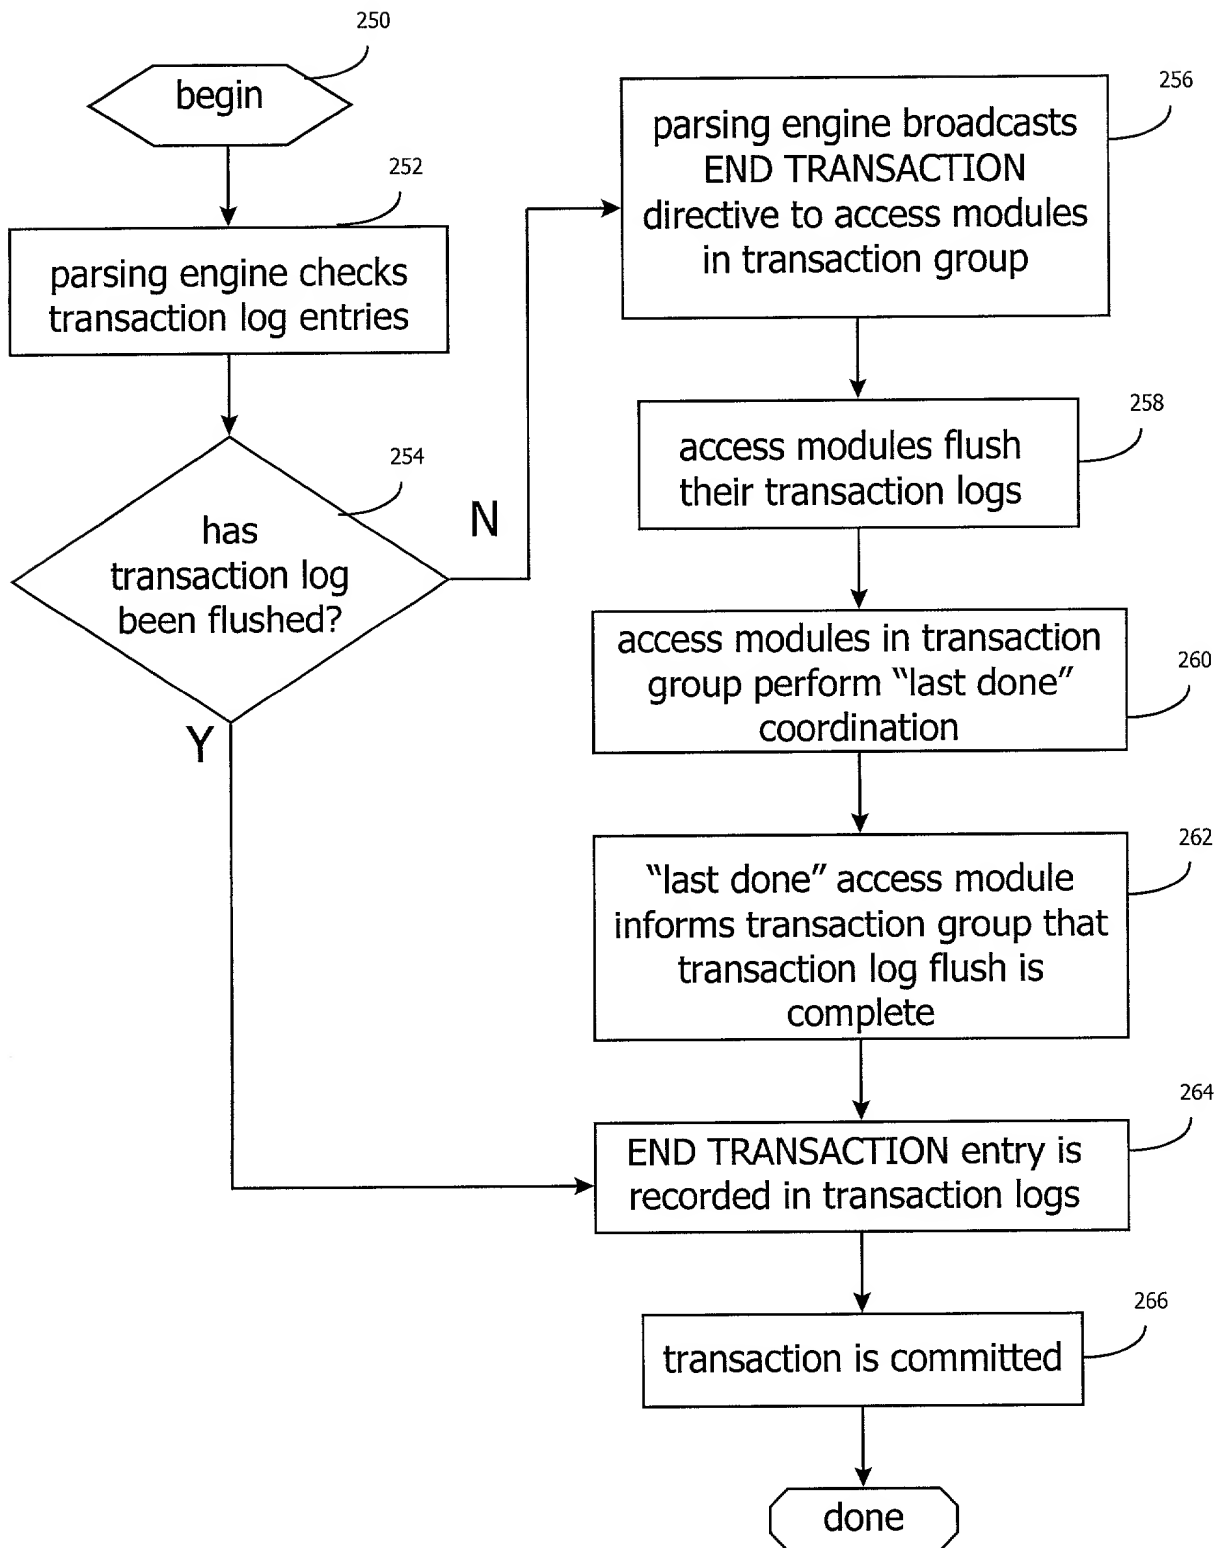 250
begin
252
parsing engine checks
transaction log entries
254
has
transaction log
been flushed?
N
Y
256
parsing engine broadcasts
END TRANSACTION
directive to access modules
in transaction group
258
access modules flush
their transaction logs
260
access modules in transaction
group perform “last done”
coordination
262
“last done” access module
informs transaction group that
transaction log flush is
complete
264
END TRANSACTION entry is
recorded in transaction logs
266
transaction is committed
done